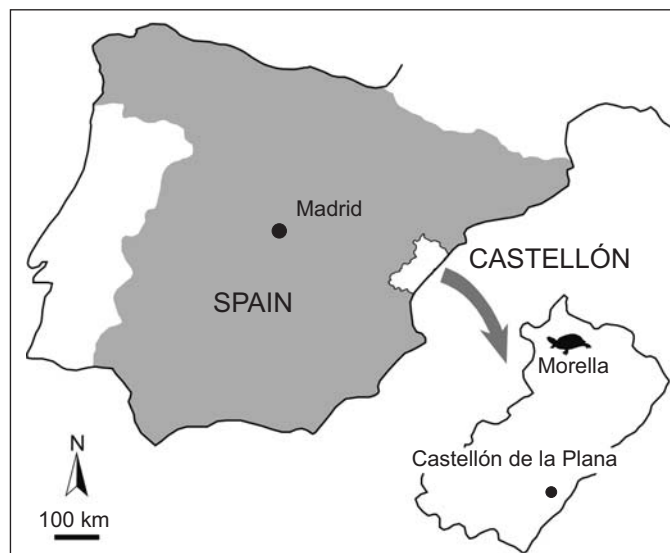 Madrid
CASTELLÓN
SPAIN
Morella
Castellón de la Plana
N
100 km